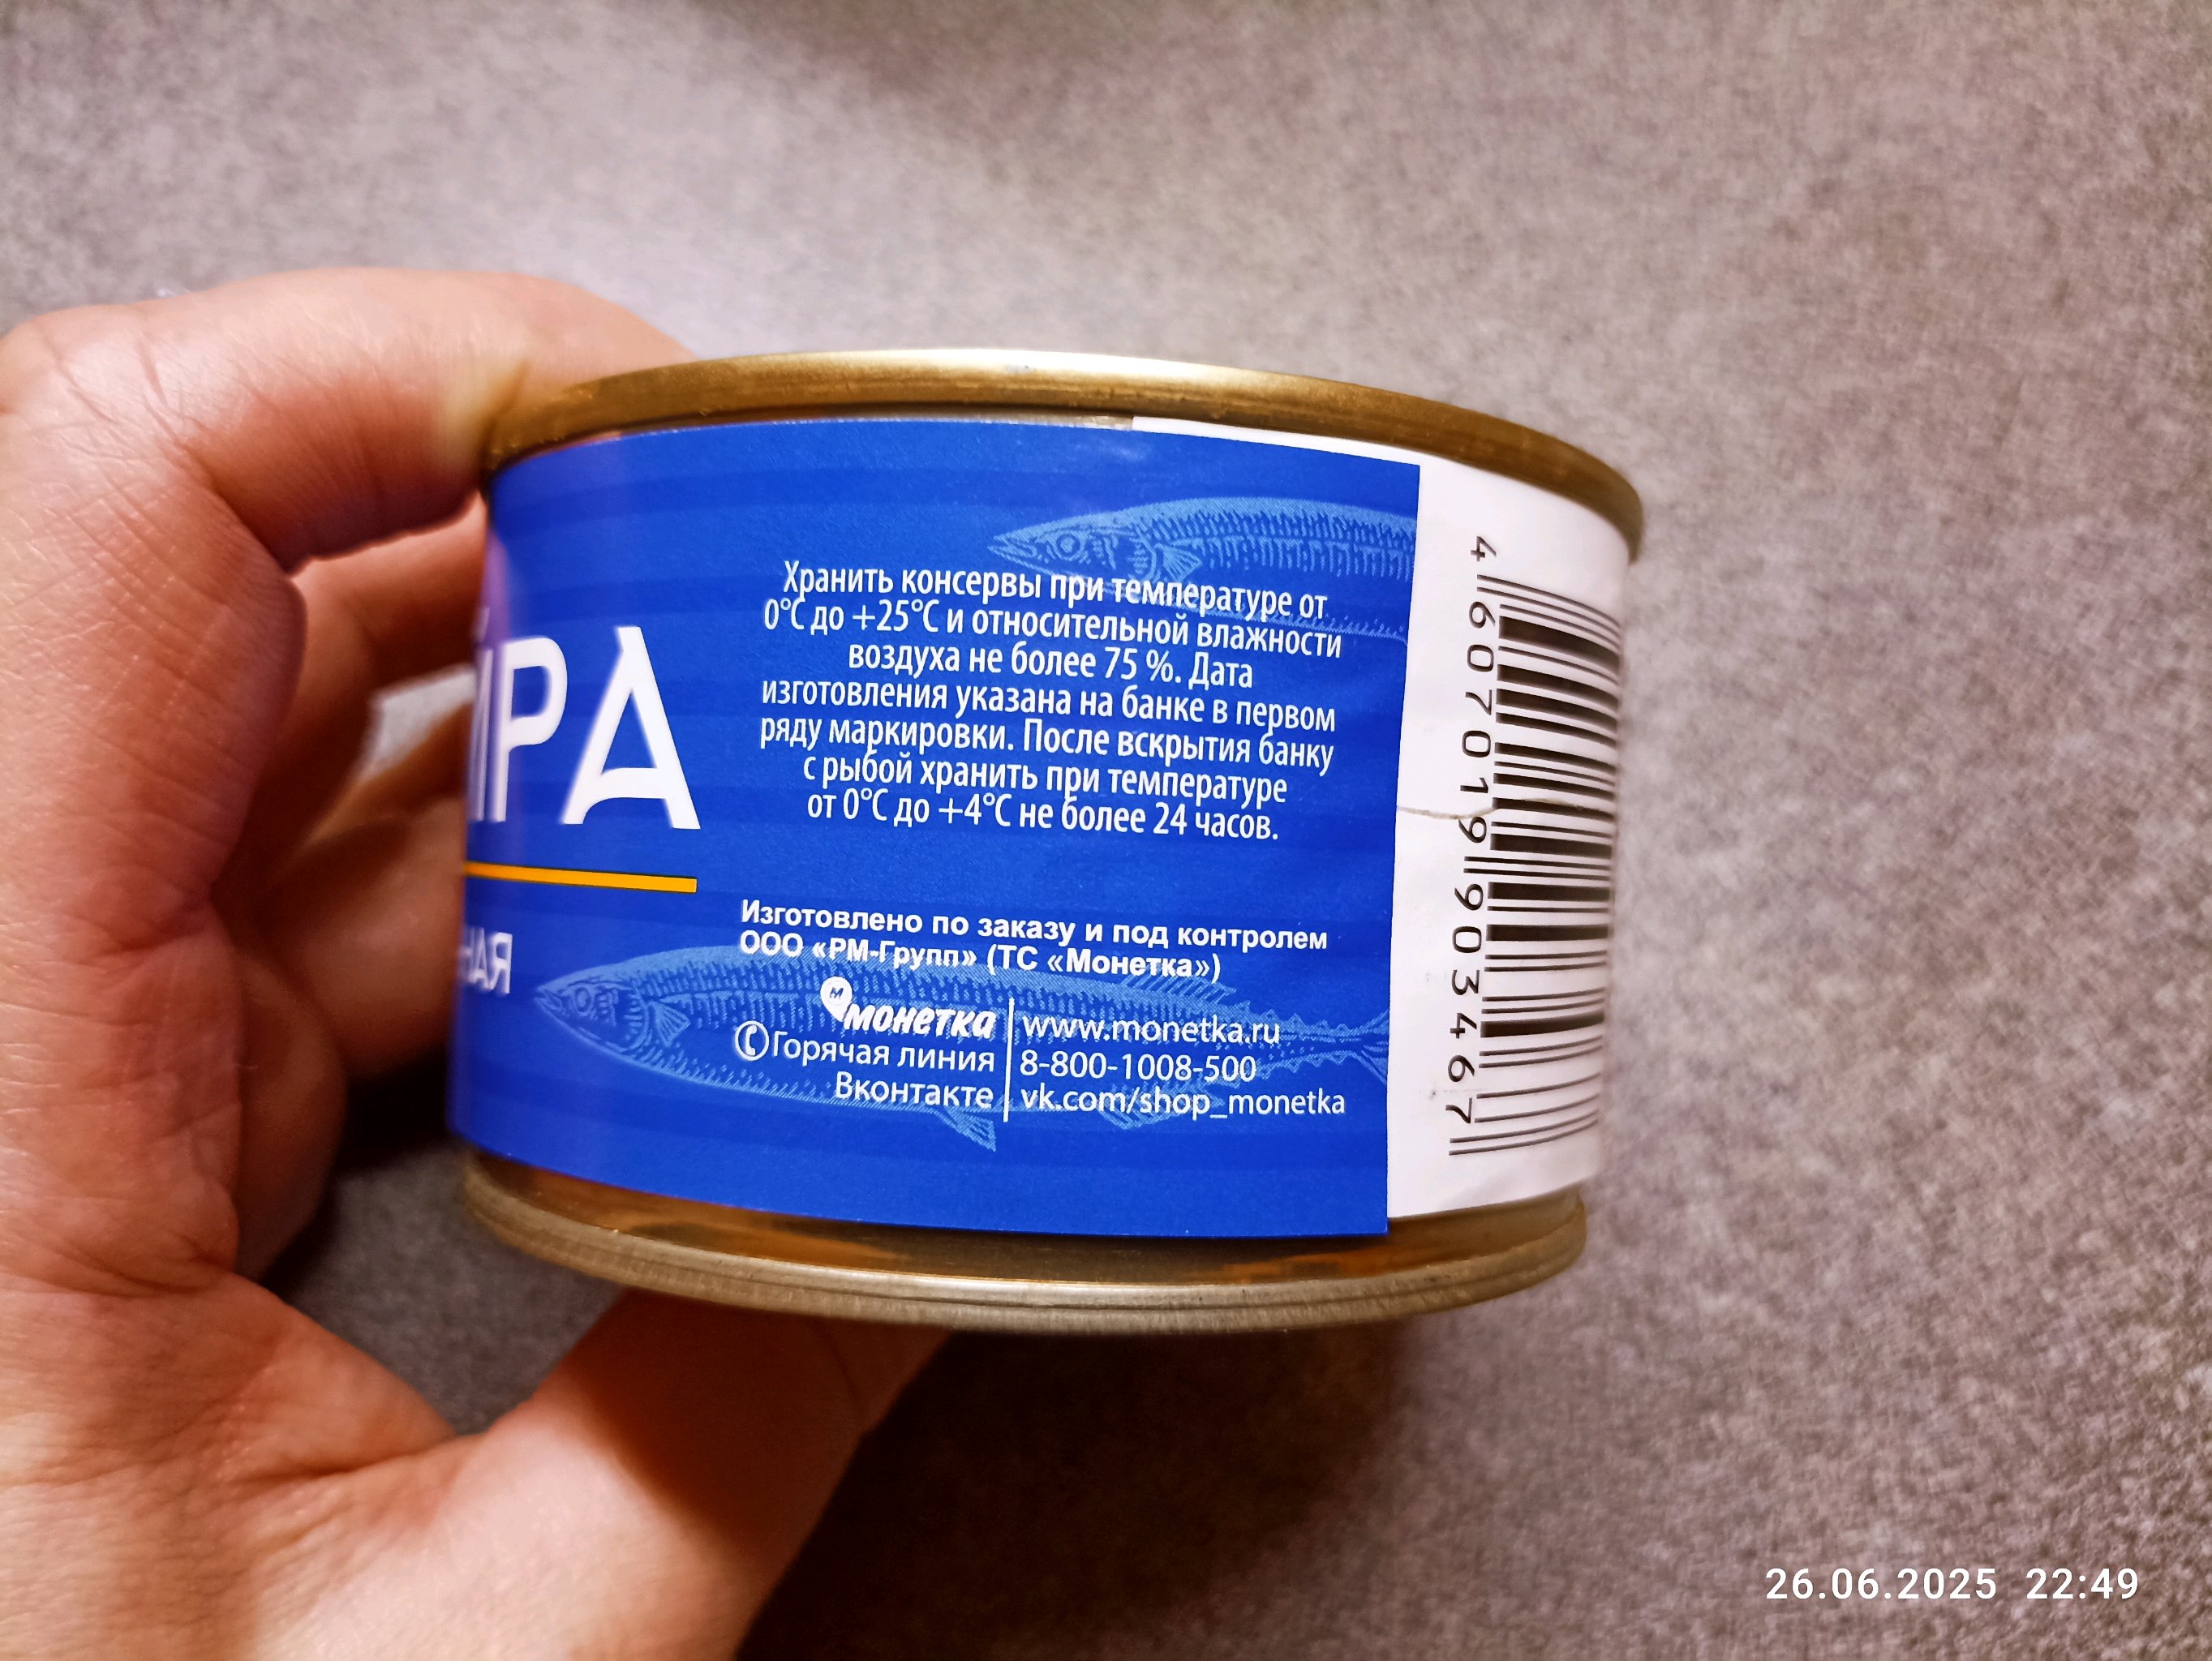 Хранить консервы при температуре от
0°C до +25°C и относительной влажности
воздуха не более 75 %. Дата
изготовления указана на банке в первом
ряду маркировки. После вскрытия банку
с рыбой хранить при температуре
от 0°C до +4°C не более 24 часов.
Изготовлено по заказу и под контролем
ООО «РМ-Групп» (ТС «Монетка»)
м
монетка www.monetka.ru
Горячая линия 8-800-1008-500
Вконтакте vk.com/shop_monetka
4 607019 903467
26.06.2025 22:49